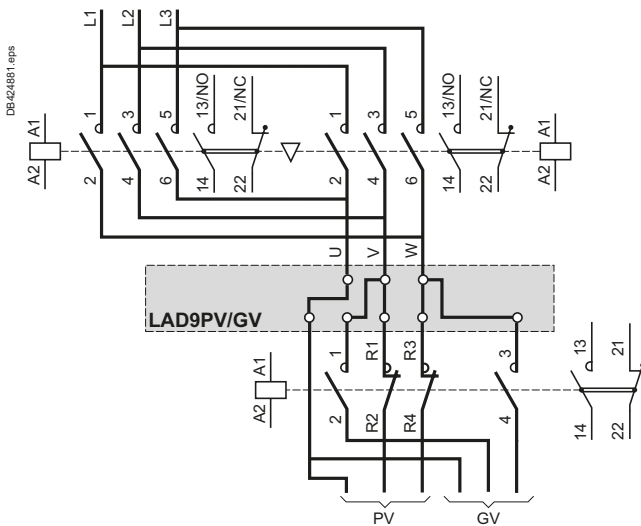 DB424881.eps
L1
L2
L3
A1
A2
1
3
5
13/NO
21/NC
2
4
6
14
22
1
3
5
13/NO
21/NC
2
4
6
14
22
A1
A2
U
V
W
LAD9PV/GV
A1
A2
1
R1
R3
3
2
R2
R4
4
13
21
14
22
PV
GV